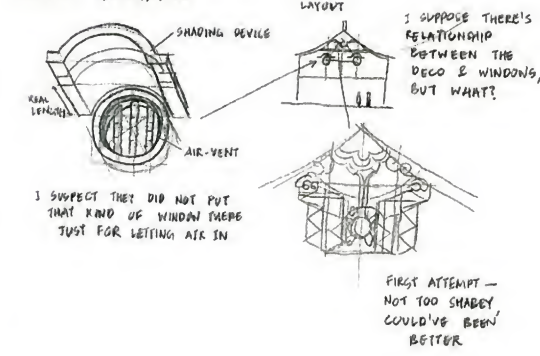 LAYOUT
SHADING DEVICE
REAL
LENGTH
AIR-VENT
I SUSPECT THEY DID NOT PUT
THAT KIND OF WINDOW THERE
JUST FOR LETTING AIR IN
I SUPPOSE THERE'S
RELATIONSHIP
BETWEEN THE
DECO & WINDOWS,
BUT WHAT?
FIRST ATTEMPT —
NOT TOO SHABBY
COULD'VE BEEN
BETTER